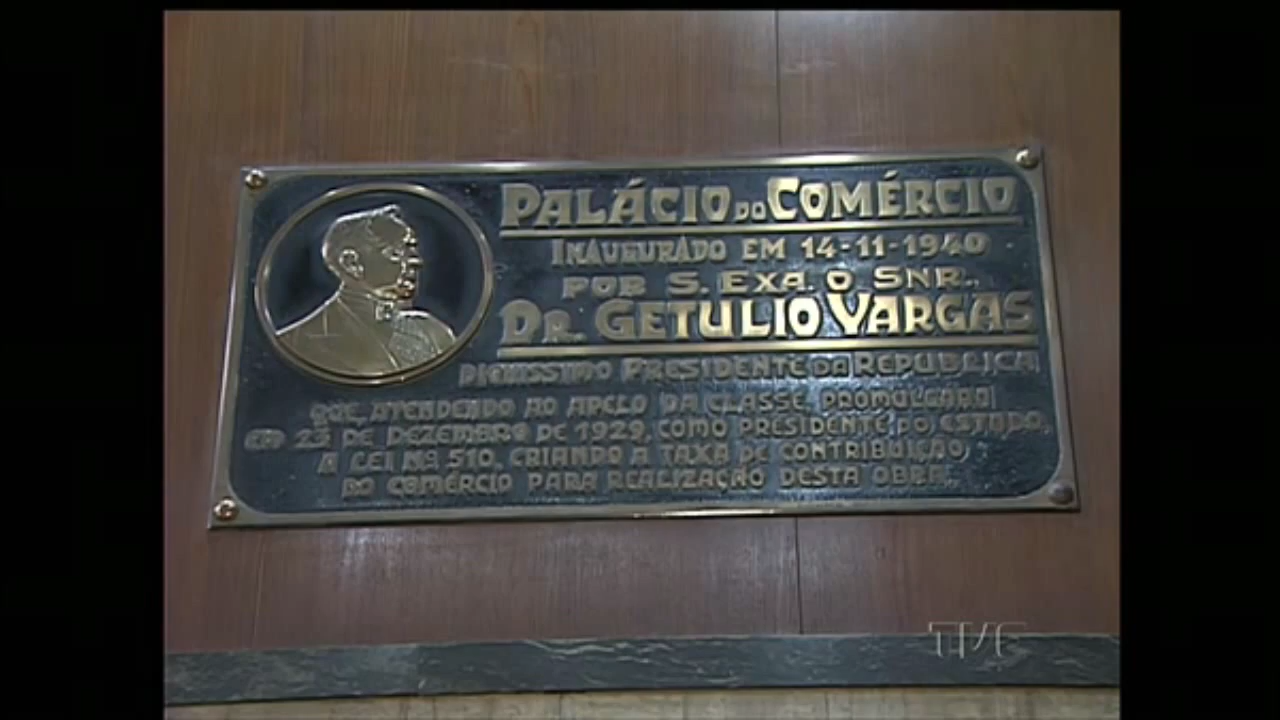 PALÁCIO DO COMÉRCIO
INAUGURADO EM 14-11-1940
POR S. EXA. O SNR.
DR. GETULIO VARGAS
DIGNISSIMO PRESIDENTE DA REPUBLICA
QUE, ATENDENDO AO APELO DA CLASSE, PROMULGARA
EM 23 DE DEZEMBRO DE 1929, COMO PRESIDENTE DO ESTADO,
A LEI Nº 510, CRIANDO A TAXA DE CONTRIBUIÇÃO
DO COMÉRCIO PARA REALIZAÇÃO DESTA OBRA.
TVE